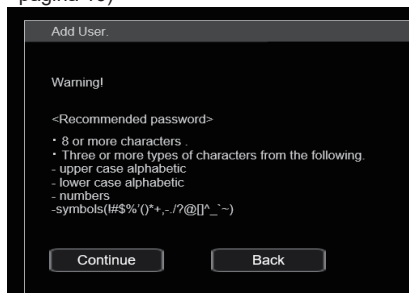 pagina 10)
Add User.
Warning!
<Recommended password>
・8 or more characters .
・Three or more types of characters from the following.
- upper case alphabetic
- lower case alphabetic
- numbers
-symbols(!#$%'()*+,-./?@[]^_`~)
Continue
Back